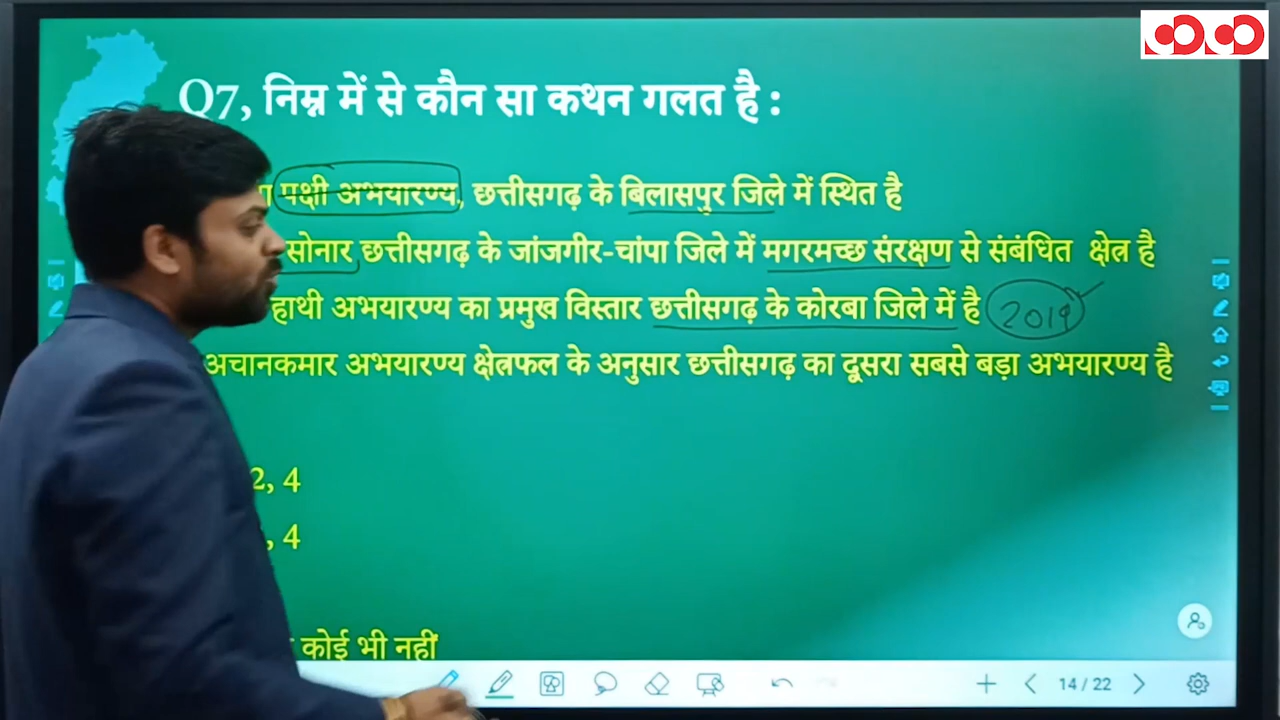 Q7, निम्न में से कौन सा कथन गलत है :
पक्षी अभयारण्य, छत्तीसगढ़ के बिलासपुर जिले में स्थित है
सोनार छत्तीसगढ़ के जांजगीर-चांपा जिले में मगरमच्छ संरक्षण से संबंधित क्षेत्र है
हाथी अभयारण्य का प्रमुख विस्तार छत्तीसगढ़ के कोरबा जिले में है 2019
अचानकमार अभयारण्य क्षेत्रफल के अनुसार छत्तीसगढ़ का दूसरा सबसे बड़ा अभयारण्य है
2, 4
, 4
कोई भी नहीं
14 / 22